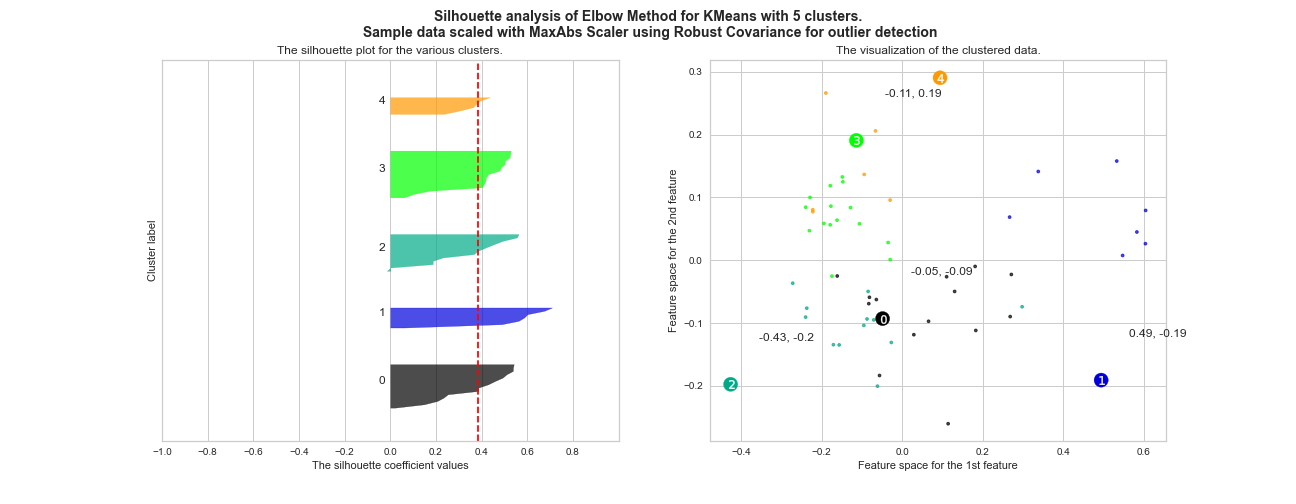 Silhouette analysis of Elbow Method for KMeans with 5 clusters.
Sample data scaled with MaxAbs Scaler using Robust Covariance for outlier detection
The silhouette plot for the various clusters.
4
3
2
1
0
Cluster label
−1.0 −0.8 −0.6 −0.4 −0.2 0.0 0.2 0.4 0.6 0.8
The silhouette coefficient values
The visualization of the clustered data.
0.3
0.2
0.1
0.0
−0.1
−0.2
Feature space for the 2nd feature
4
-0.11, 0.19
3
-0.05, -0.09
0
-0.43, -0.2
0.49, -0.19
2
1
−0.4 −0.2 0.0 0.2 0.4 0.6
Feature space for the 1st feature